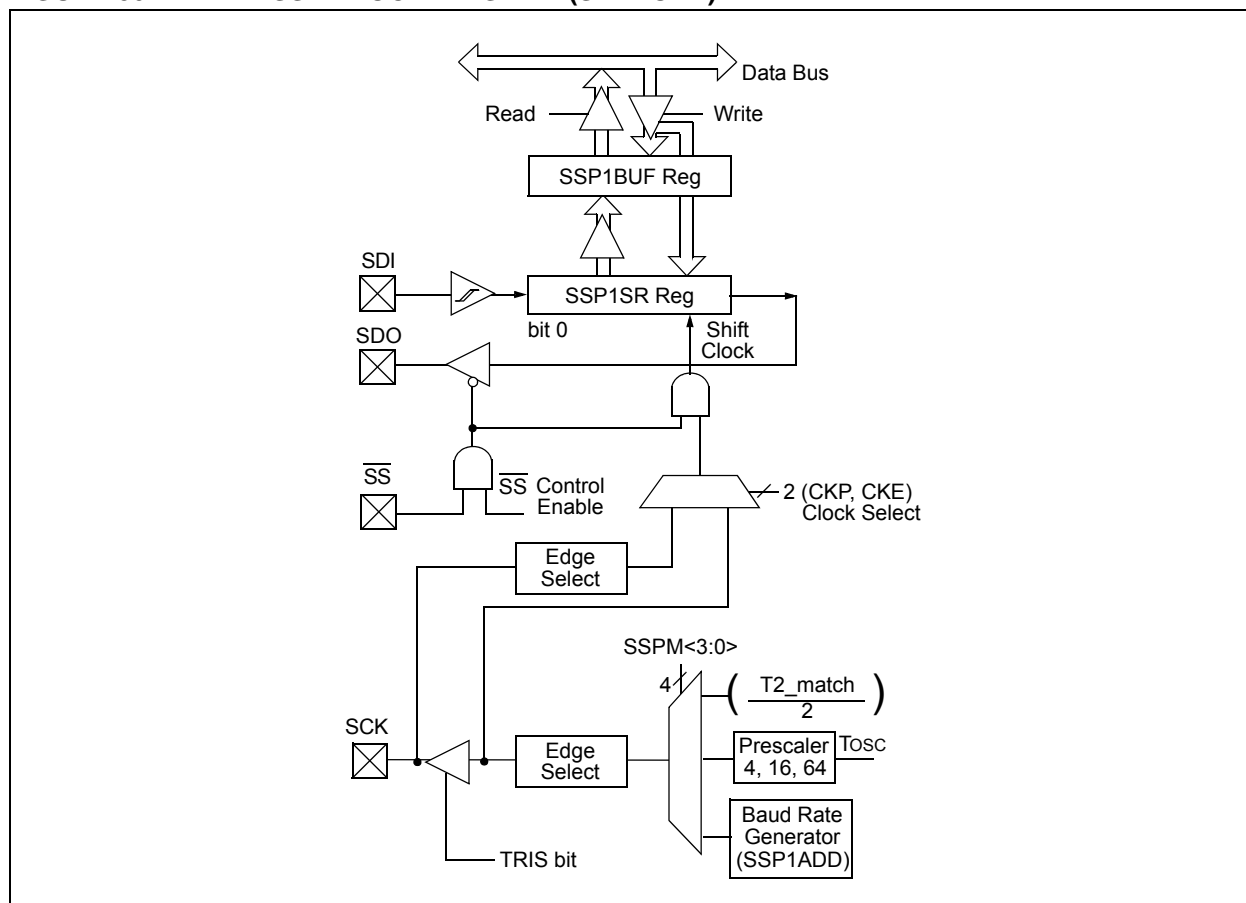 Data Bus
Read
Write
SSP1BUF Reg
SDI
SSP1SR Reg
bit 0
Shift
Clock
SDO
SS
SS Control
Enable
2 (CKP, CKE)
Clock Select
Edge
Select
SSPM<3:0>
4
( T2_match
2 )
SCK
Edge
Select
Prescaler
4, 16, 64
TOSC
Baud Rate
Generator
(SSP1ADD)
TRIS bit